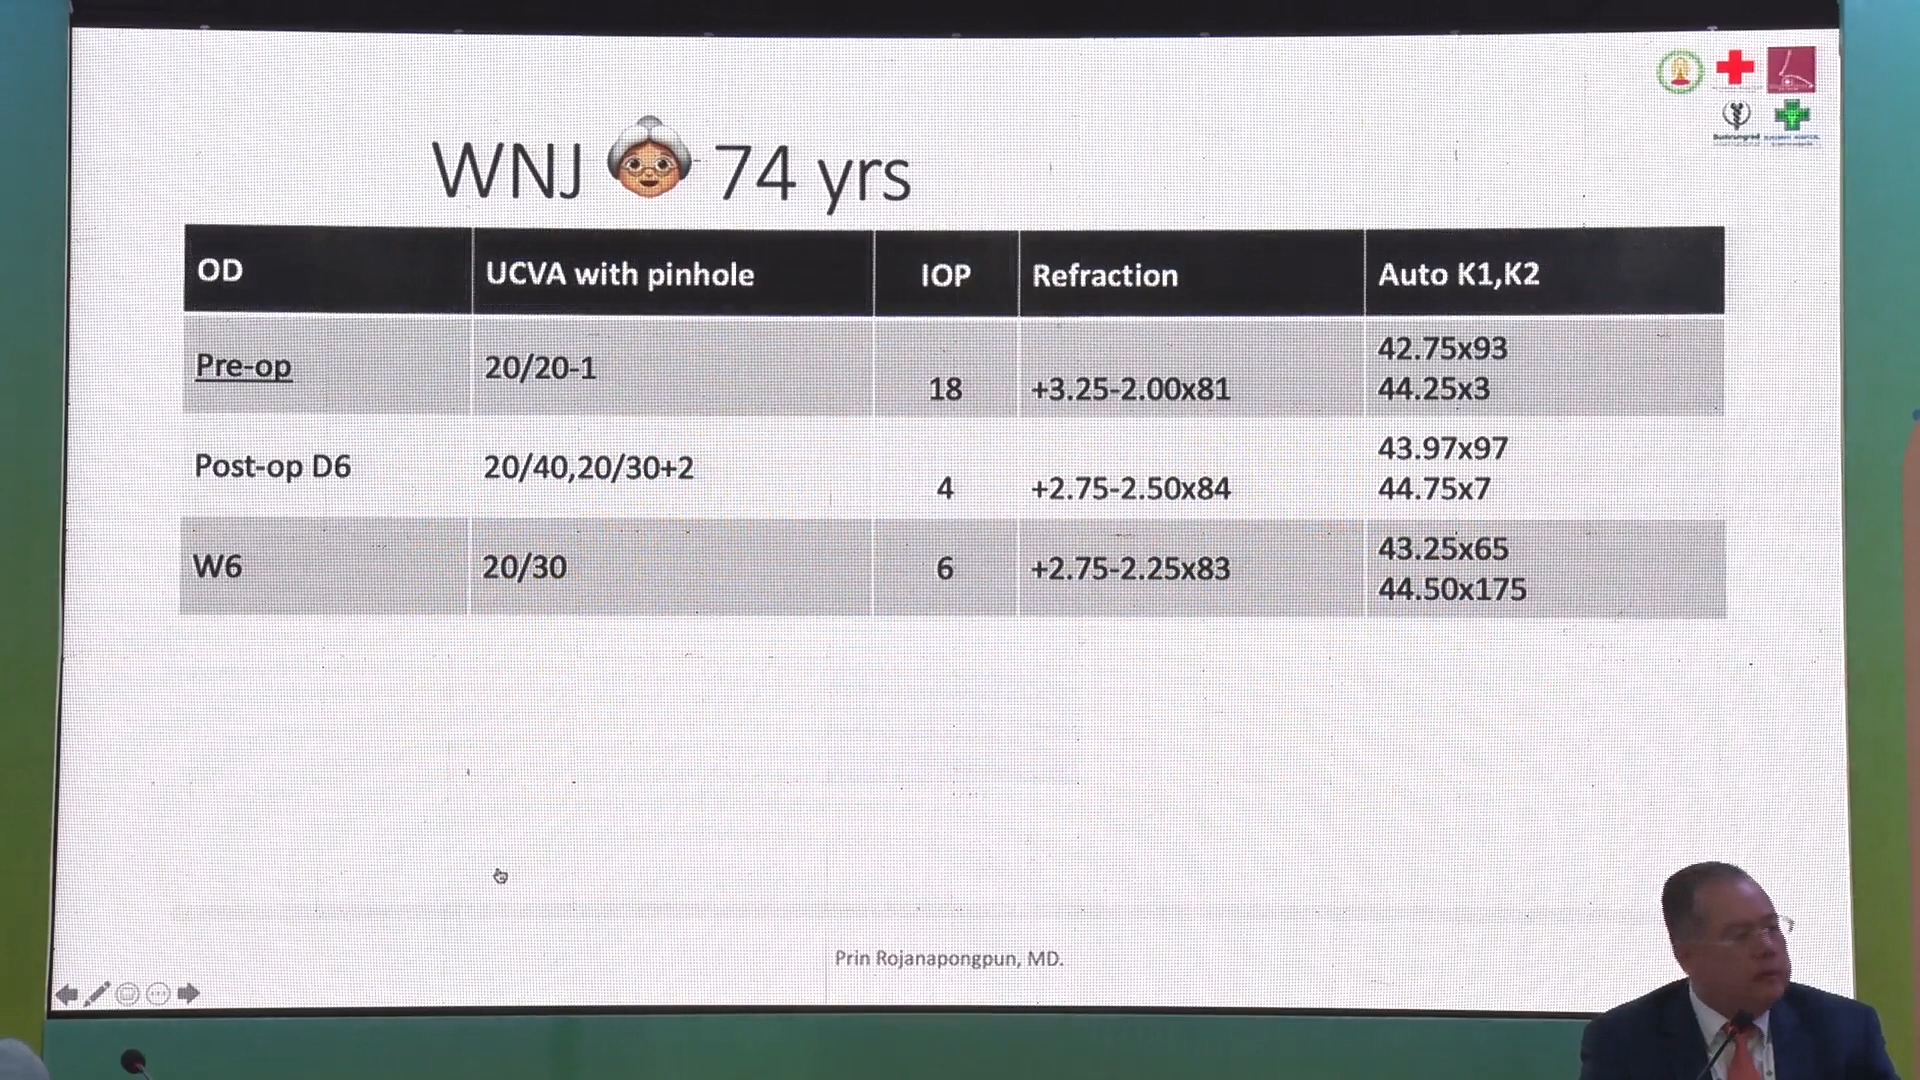 WNJ 74 yrs
OD UCVA with pinhole IOP Refraction Auto K1,K2
Pre-op 20/20-1 18 +3.25-2.00x81 42.75x93
44.25x3
Post-op D6 20/40,20/30+2 4 +2.75-2.50x84 43.97x97
44.75x7
W6 20/30 6 +2.75-2.25x83 43.25x65
44.50x175
Prin Rojanapongpun, MD.